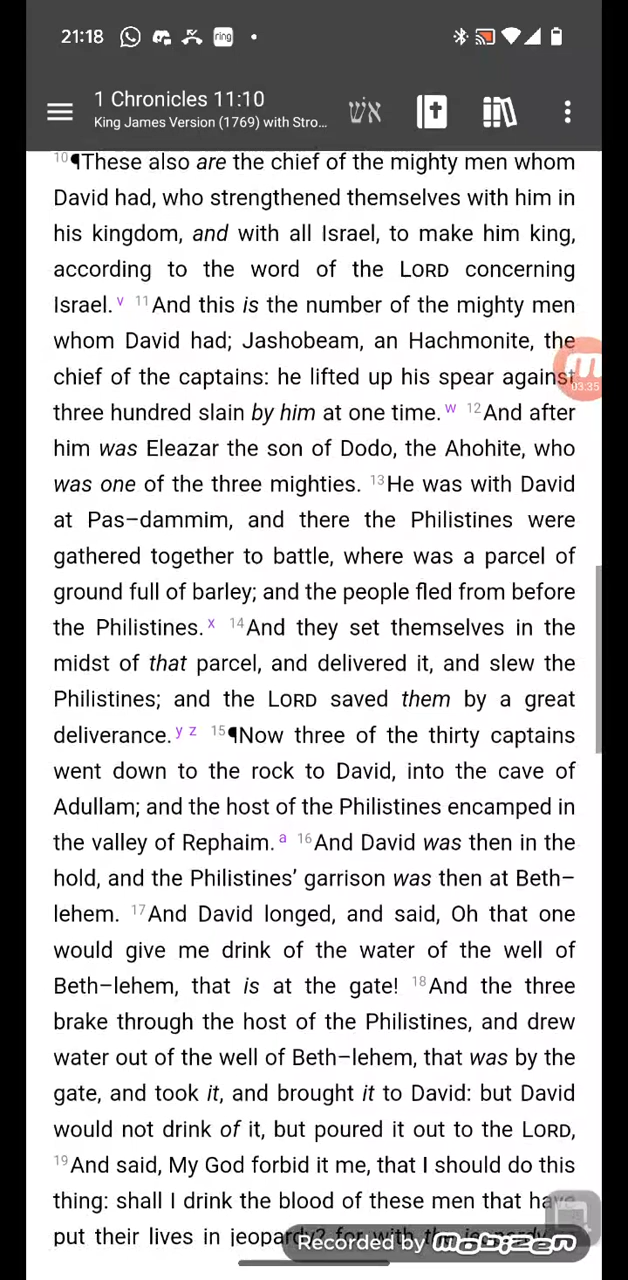 21:18
ring
1 Chronicles 11:10
King James Version (1769) with Stro...
אשׁ
10¶These also are the chief of the mighty men whom
David had, who strengthened themselves with him in
his kingdom, and with all Israel, to make him king,
according to the word of the LORD concerning
Israel. v 11And this is the number of the mighty men
whom David had; Jashobeam, an Hachmonite, the
chief of the captains: he lifted up his spear against
03:35
three hundred slain by him at one time. w 12And after
him was Eleazar the son of Dodo, the Ahohite, who
was one of the three mighties. 13He was with David
at Pas–dammim, and there the Philistines were
gathered together to battle, where was a parcel of
ground full of barley; and the people fled from before
the Philistines. x 14And they set themselves in the
midst of that parcel, and delivered it, and slew the
Philistines; and the LORD saved them by a great
deliverance. y z 15¶Now three of the thirty captains
went down to the rock to David, into the cave of
Adullam; and the host of the Philistines encamped in
the valley of Rephaim. a 16And David was then in the
hold, and the Philistines’ garrison was then at Beth–
lehem. 17And David longed, and said, Oh that one
would give me drink of the water of the well of
Beth–lehem, that is at the gate! 18And the three
brake through the host of the Philistines, and drew
water out of the well of Beth–lehem, that was by the
gate, and took it, and brought it to David: but David
would not drink of it, but poured it out to the LORD,
19And said, My God forbid it me, that I should do this
thing: shall I drink the blood of these men that have
put their lives in jeopardy? for with the jeopardy
Recorded by mobizen